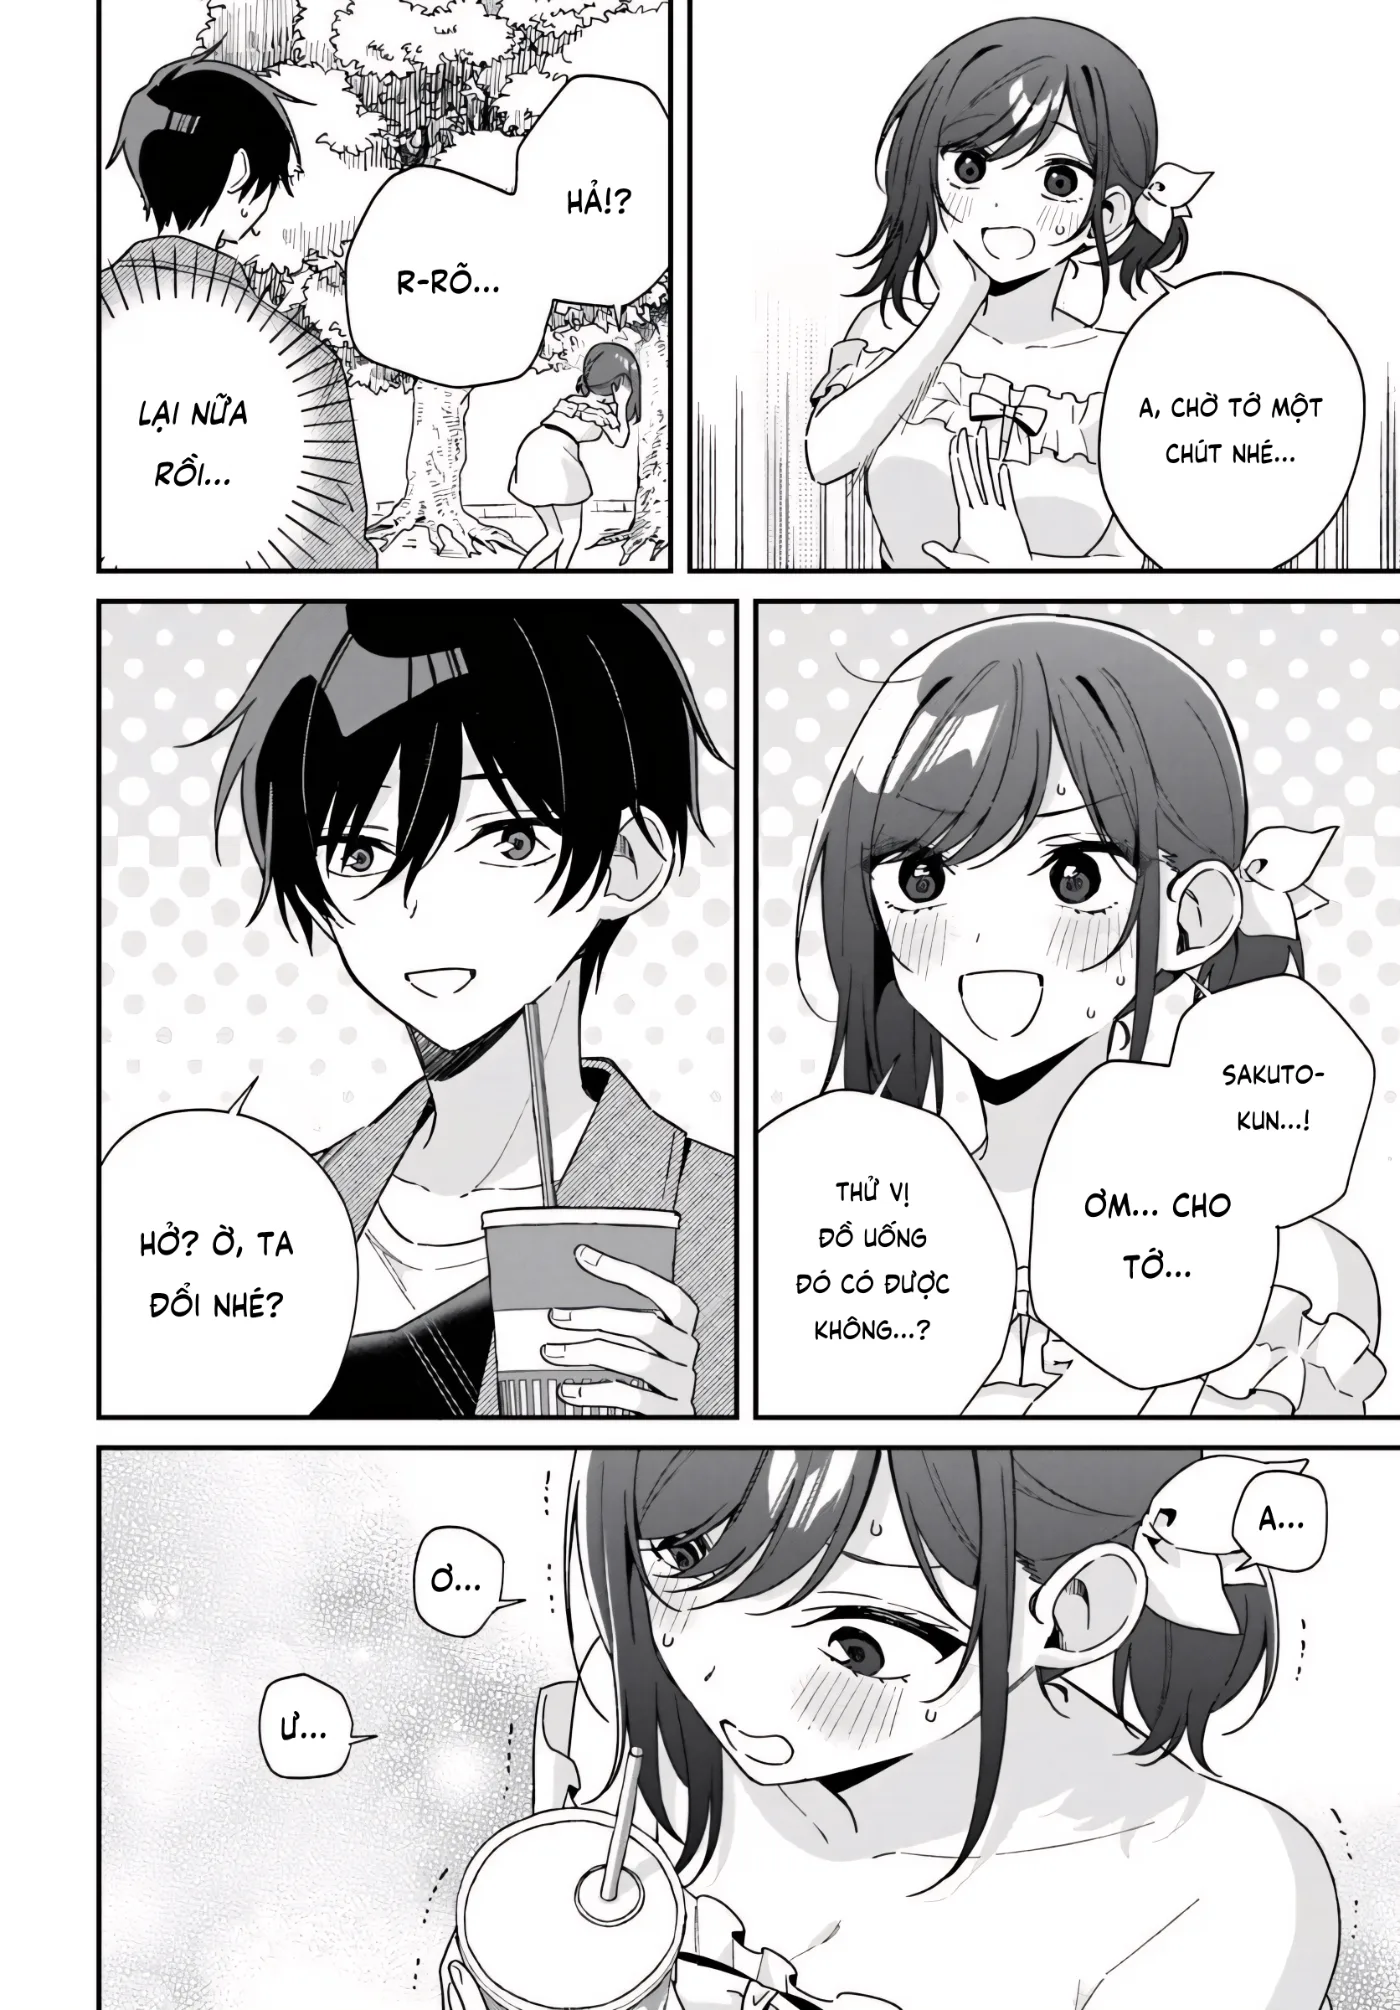 A, CHỜ TỚ MỘT
CHÚT NHÉ...
HẢ!?
R-RÕ...
LẠI NỮA
RỒI...
SAKUTO-
KUN...!
ƠM... CHO
TỚ...
THỬ VỊ
ĐỒ UỐNG
ĐÓ CÓ ĐƯỢC
KHÔNG...?
HỞ? Ờ, TA
ĐỔI NHÉ?
A...
Ơ...
Ư...